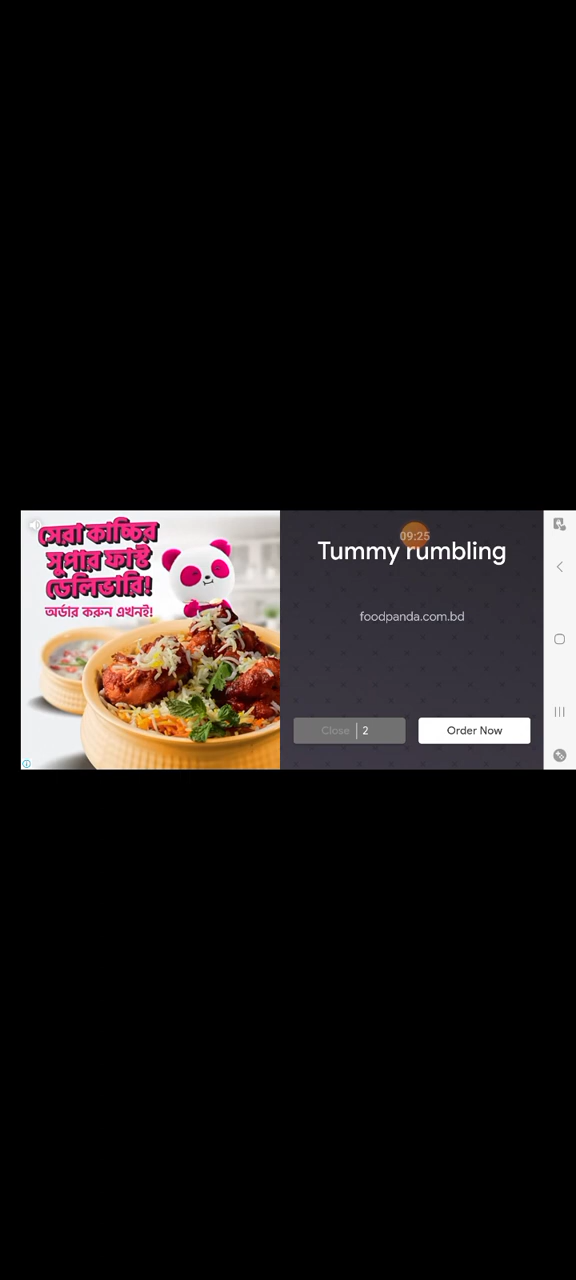 সেরা কাচ্চির
সুপার ফাস্ট
ডেলিভারি!
অর্ডার করুন এখনই!
09:25
Tummy rumbling
foodpanda.com.bd
Close | 2
Order Now